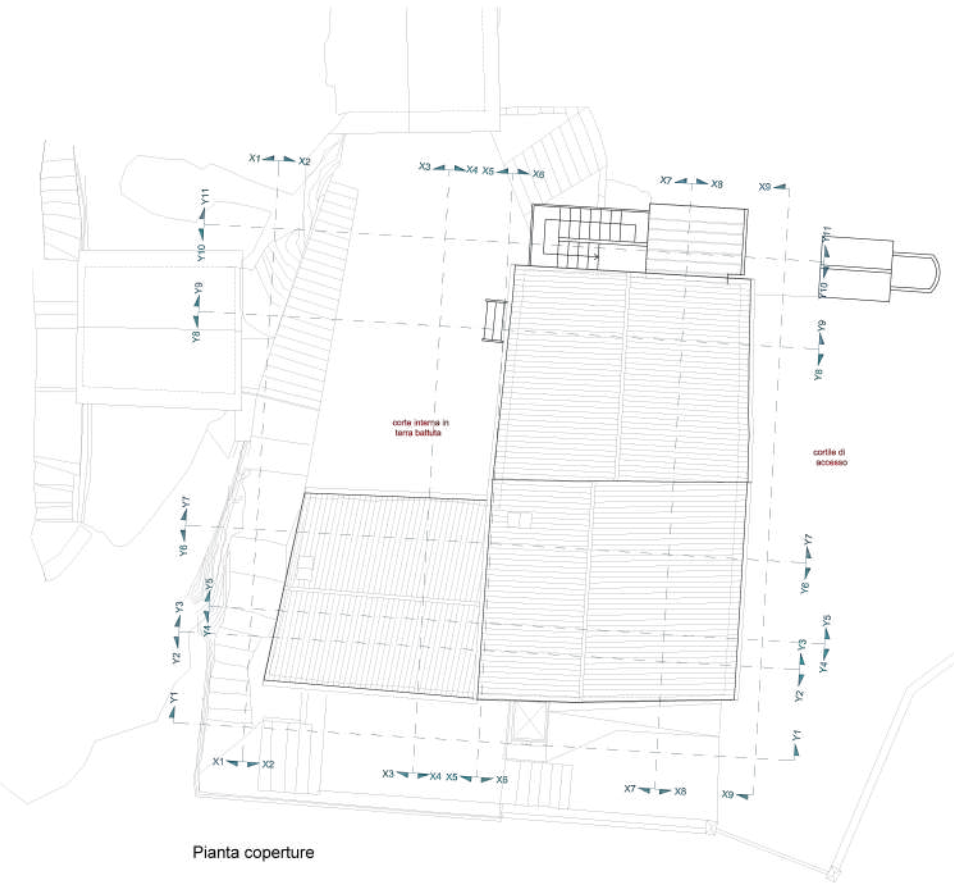 X1
X2
X3
X4
X5
X6
X7
X8
X9
Y11
Y10
Y9
Y8
Y11
Y10
Y9
Y8
corte interna in
terra battuta
cortile di
accesso
Y7
Y6
Y5
Y4
Y3
Y2
Y1
Y7
Y6
Y5
Y4
Y3
Y2
Y1
X1
X2
X3
X4
X5
X6
X7
X8
X9
Pianta coperture